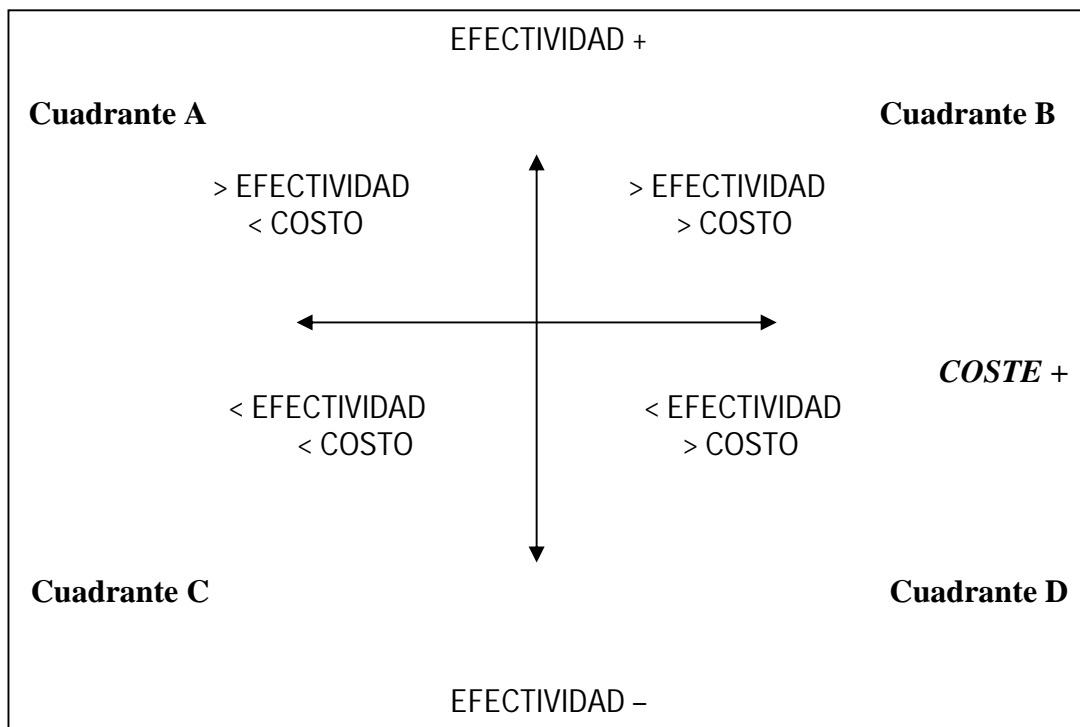 EFECTIVIDAD +
Cuadrante A
Cuadrante B
> EFECTIVIDAD
< COSTO
> EFECTIVIDAD
> COSTO
COSTE +
< EFECTIVIDAD
< COSTO
< EFECTIVIDAD
> COSTO
Cuadrante C
Cuadrante D
EFECTIVIDAD –